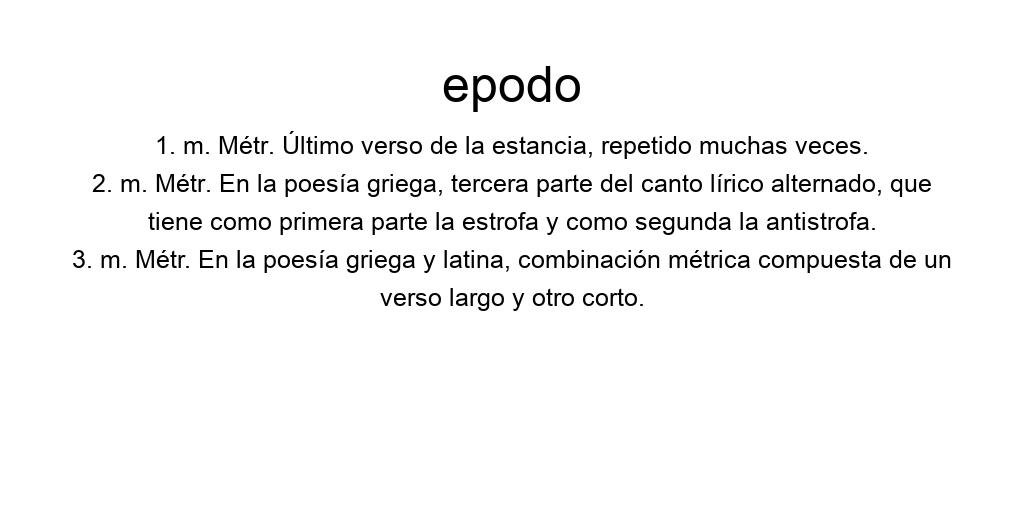 epodo
1. m. Métr. Último verso de la estancia, repetido muchas veces.
2. m. Métr. En la poesía griega, tercera parte del canto lírico alternado, que
tiene como primera parte la estrofa y como segunda la antistrofa.
3. m. Métr. En la poesía griega y latina, combinación métrica compuesta de un
verso largo y otro corto.